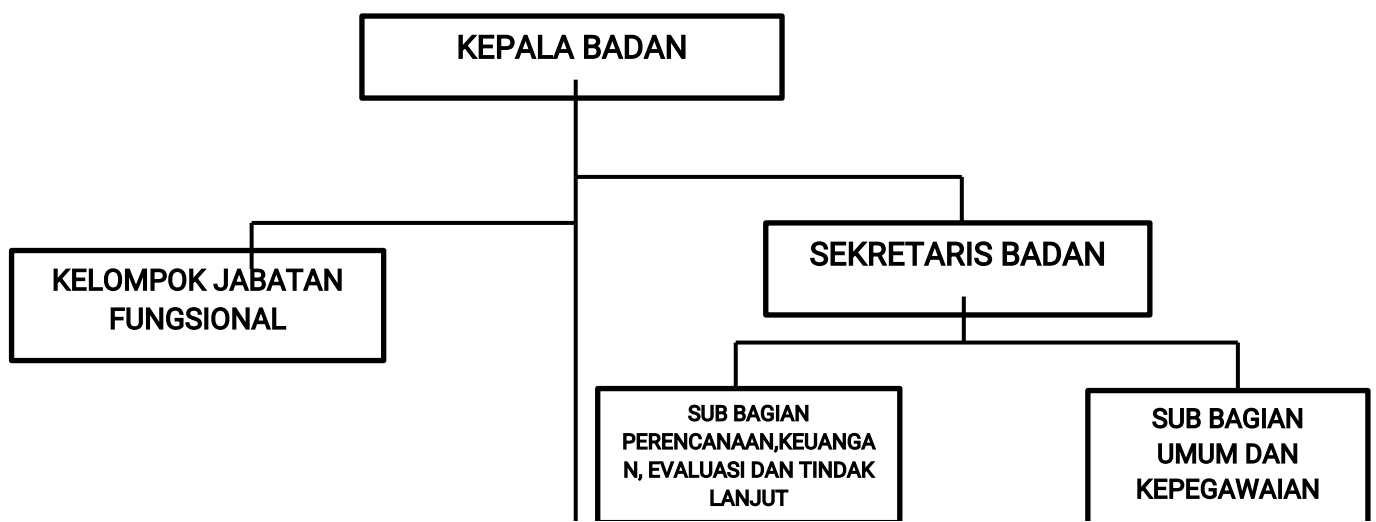 KEPALA BADAN
SEKRETARIS BADAN
KELOMPOK JABATAN
FUNGSIONAL
SUB BAGIAN
PERENCANAAN,KEUANGA
N, EVALUASI DAN TINDAK
LANJUT
SUB BAGIAN
UMUM DAN
KEPEGAWAIAN